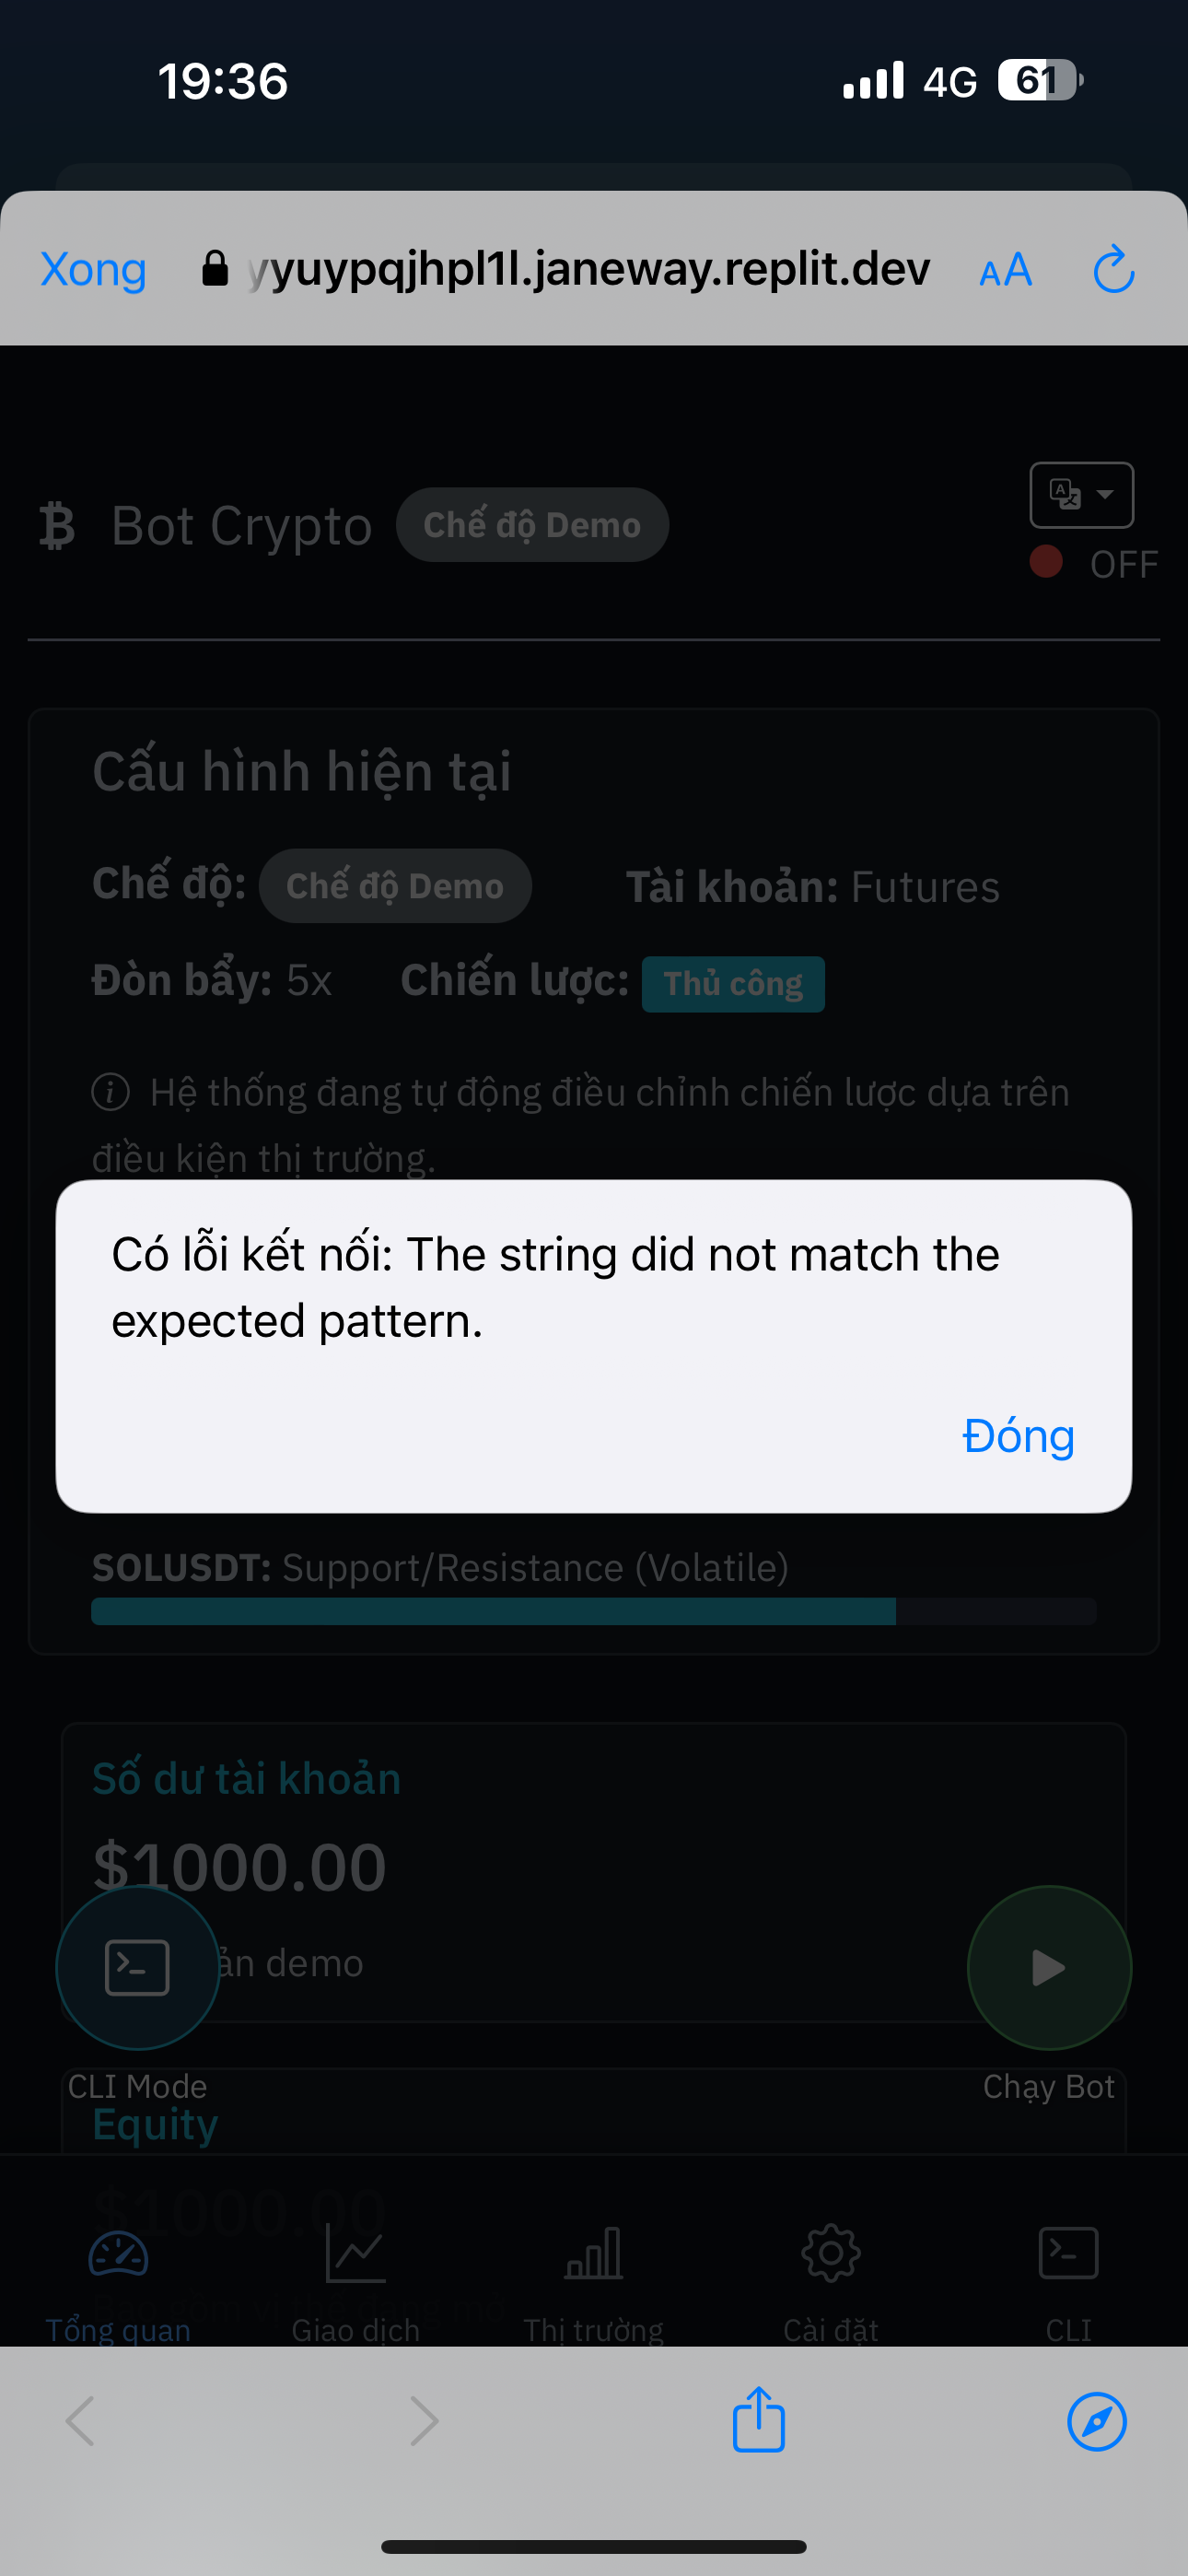 19:36
4G
61
Xong
yyuypqjhpl1l.janeway.replit.dev
AA
Bot Crypto
Chế độ Demo
OFF
Cấu hình hiện tại
Chế độ: Chế độ Demo
Tài khoản: Futures
Đòn bẩy: 5x
Chiến lược: Thủ công
Hệ thống đang tự động điều chỉnh chiến lược dựa trên
điều kiện thị trường.
Có lỗi kết nối: The string did not match the
expected pattern.
Đóng
SOLUSDT: Support/Resistance (Volatile)
Số dư tài khoản
$1000.00
demo
CLI Mode
Chạy Bot
Equity
$1000.00
Tổng quan
Giao dịch
Thị trường
Cài đặt
CLI